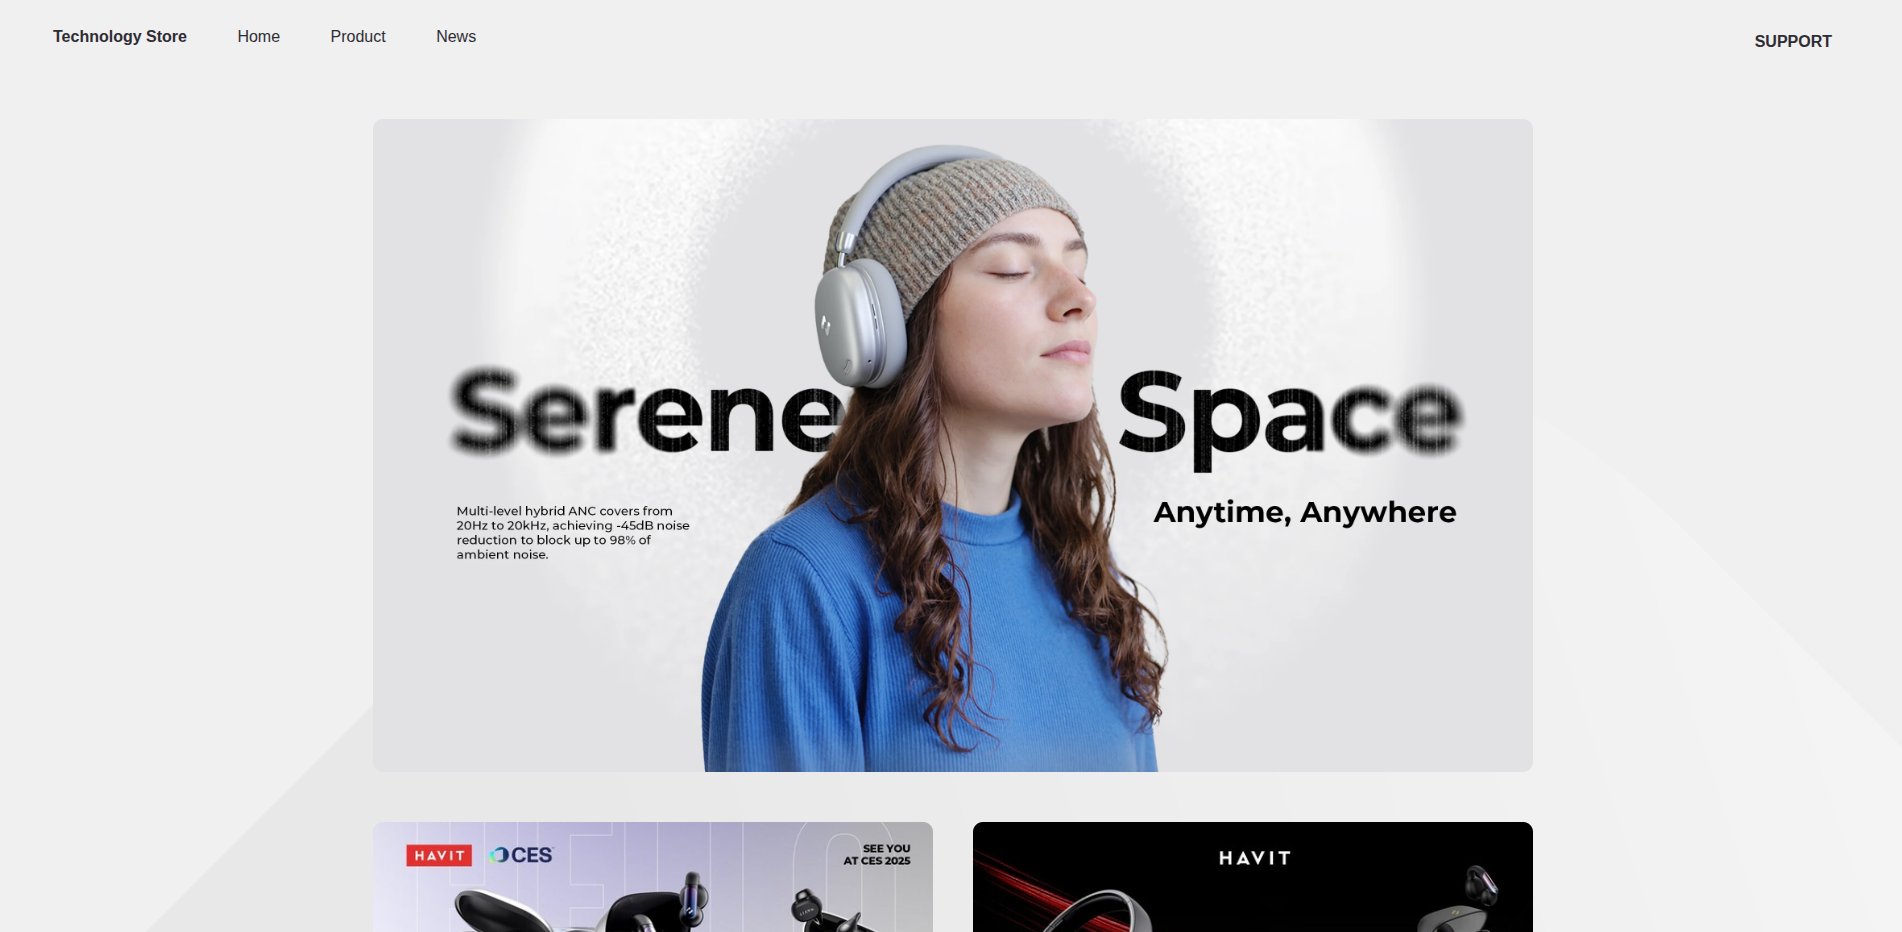 Technology Store
Home
Product
News
SUPPORT
Serene Space
Multi-level hybrid ANC covers from
20Hz to 20kHz, achieving -45dB noise
reduction to block up to 98% of
ambient noise.
Anytime, Anywhere
HAVIT
CES
SEE YOU
AT CES 2025
HAVIT